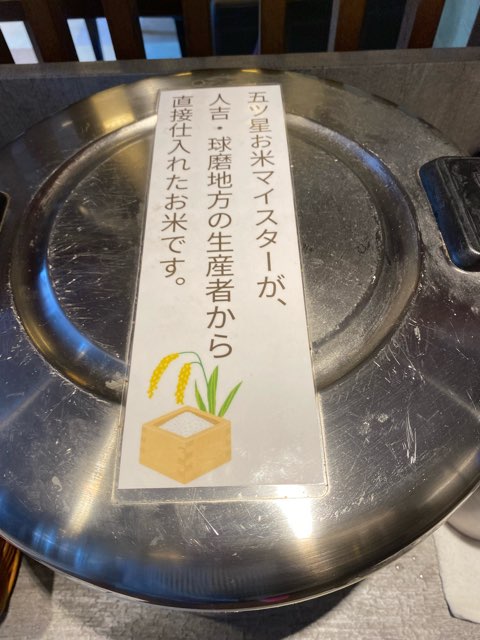 五ツ星お米マイスターが、
人吉・球磨地方の生産者から
直接仕入れたお米です。